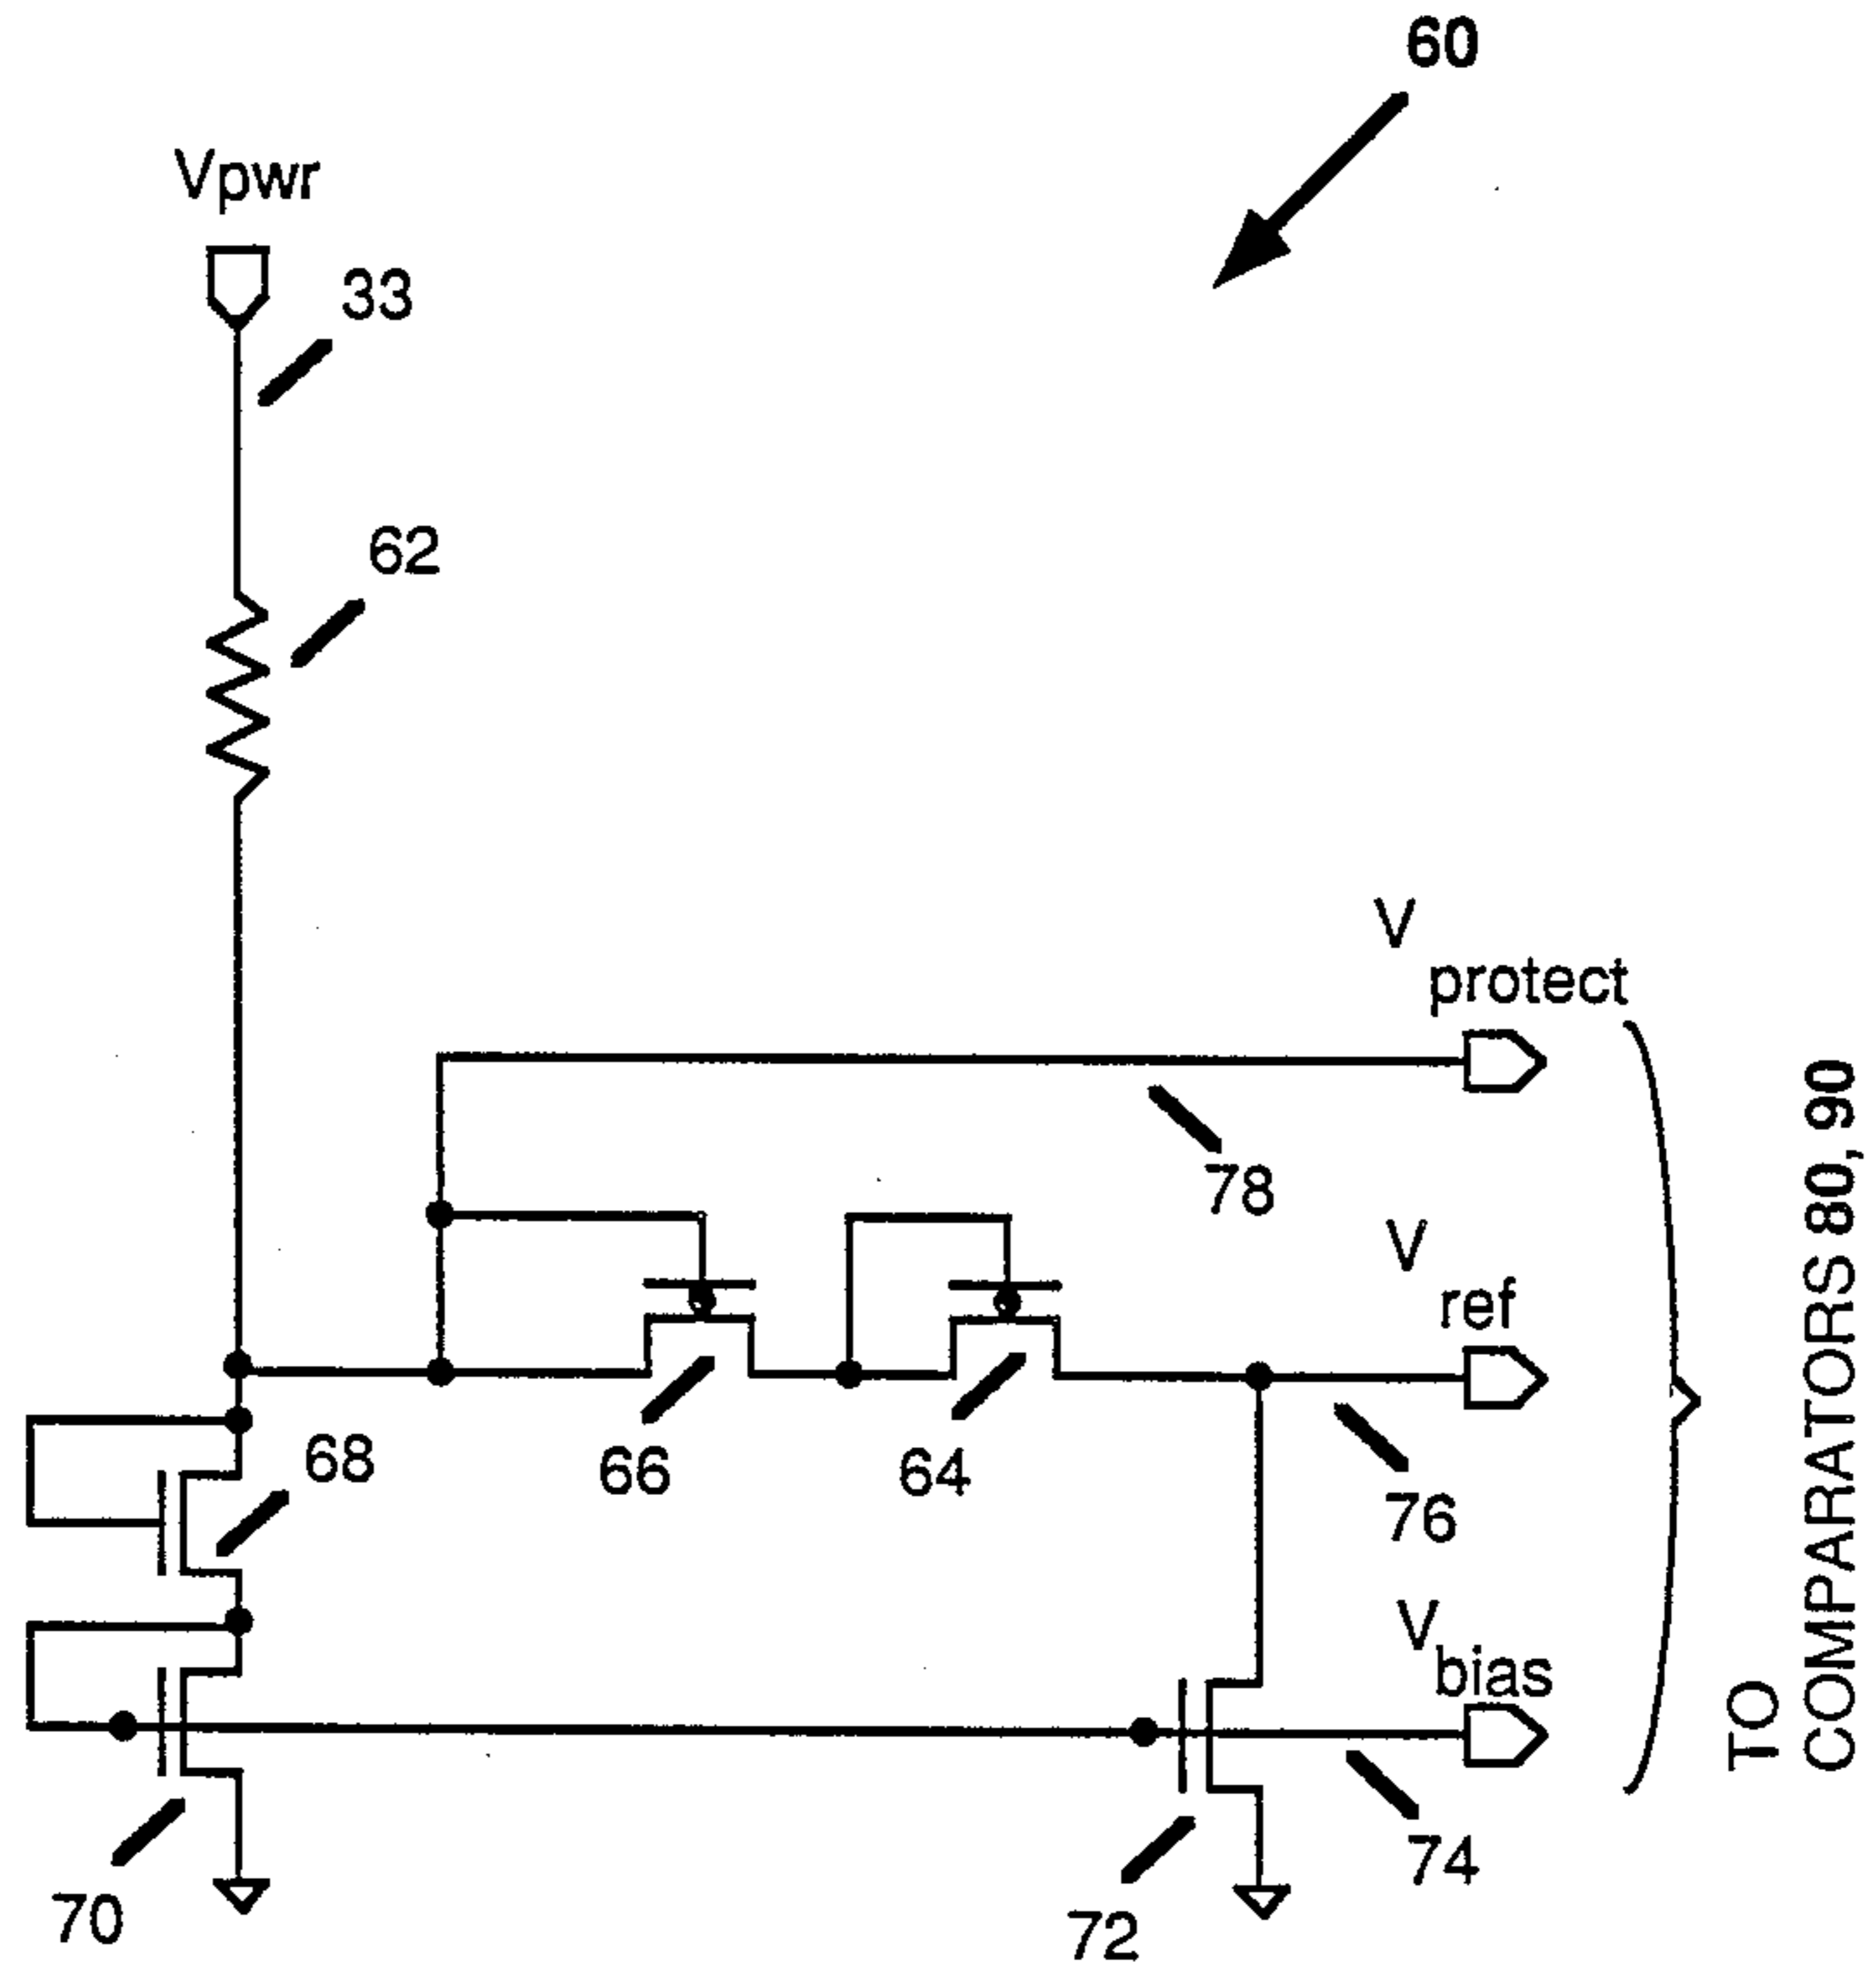 60
Vpwr
33
62
V
protect
78
V
ref
68
66
64
76
V
bias
74
70
72
TO
COMPARATORS 80, 90